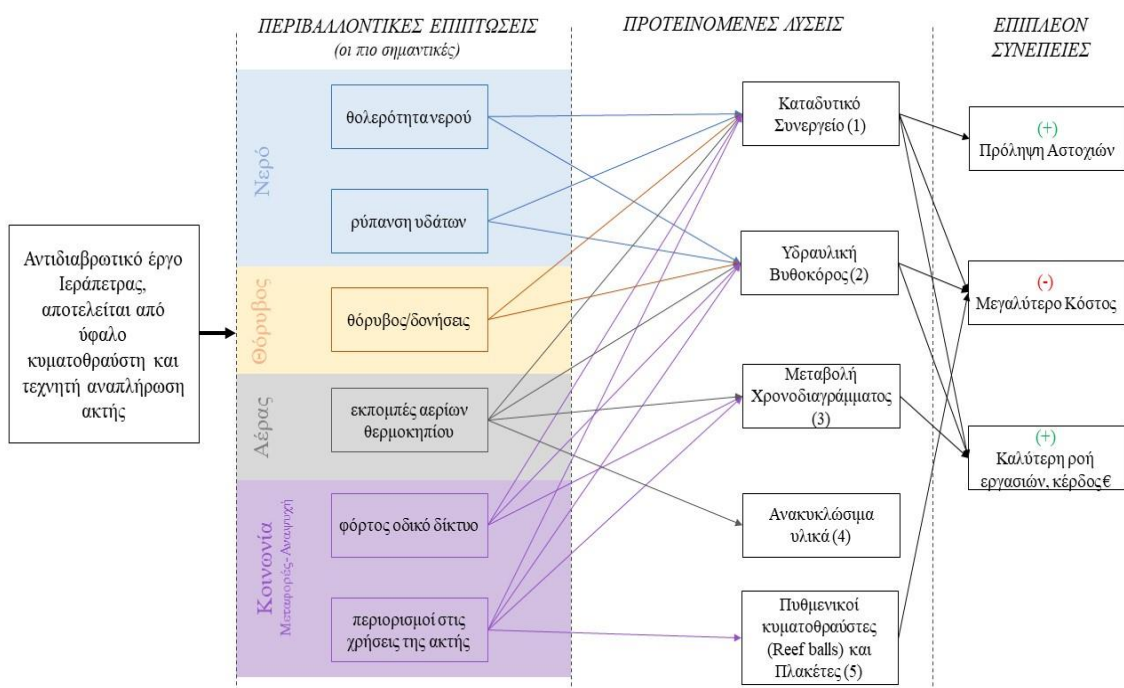 ΠΕΡΙΒΑΛΛΟΝΤΙΚΕΣ ΕΠΙΠΤΩΣΕΙΣ
(οι πιο σημαντικές)
ΠΡΟΤΕΙΝΟΜΕΝΕΣ ΛΥΣΕΙΣ
ΕΠΙΠΛΕΟΝ
ΣΥΝΕΠΕΙΕΣ
Αντιδιαβρωτικό έργο
Ιεράπετρας,
αποτελείται από
ύφαλο
κυματοθραύστη και
τεχνητή αναπλήρωση
ακτής
Νερό
θολερότητα νερού
ρύπανση υδάτων
Θόρυβος
θόρυβος/δονήσεις
Αέρας
εκπομπές αερίων
θερμοκηπίου
Κοινωνία
Μεταφορές-Αναψυχή
φόρτος οδικό δίκτυο
περιορισμοί στις
χρήσεις της ακτής
Καταδυτικό
Συνεργείο (1)
Υδραυλική
Βυθοκόρος (2)
Μεταβολή
Χρονοδιαγράμματος
(3)
Ανακυκλώσιμα
υλικά (4)
Πυθμενικοί
κυματοθραύστες
(Reef balls) και
Πλακέτες (5)
(+)
Πρόληψη Αστοχιών
(-)
Μεγαλύτερο Κόστος
(+)
Καλύτερη ροή
εργασιών, κέρδος €